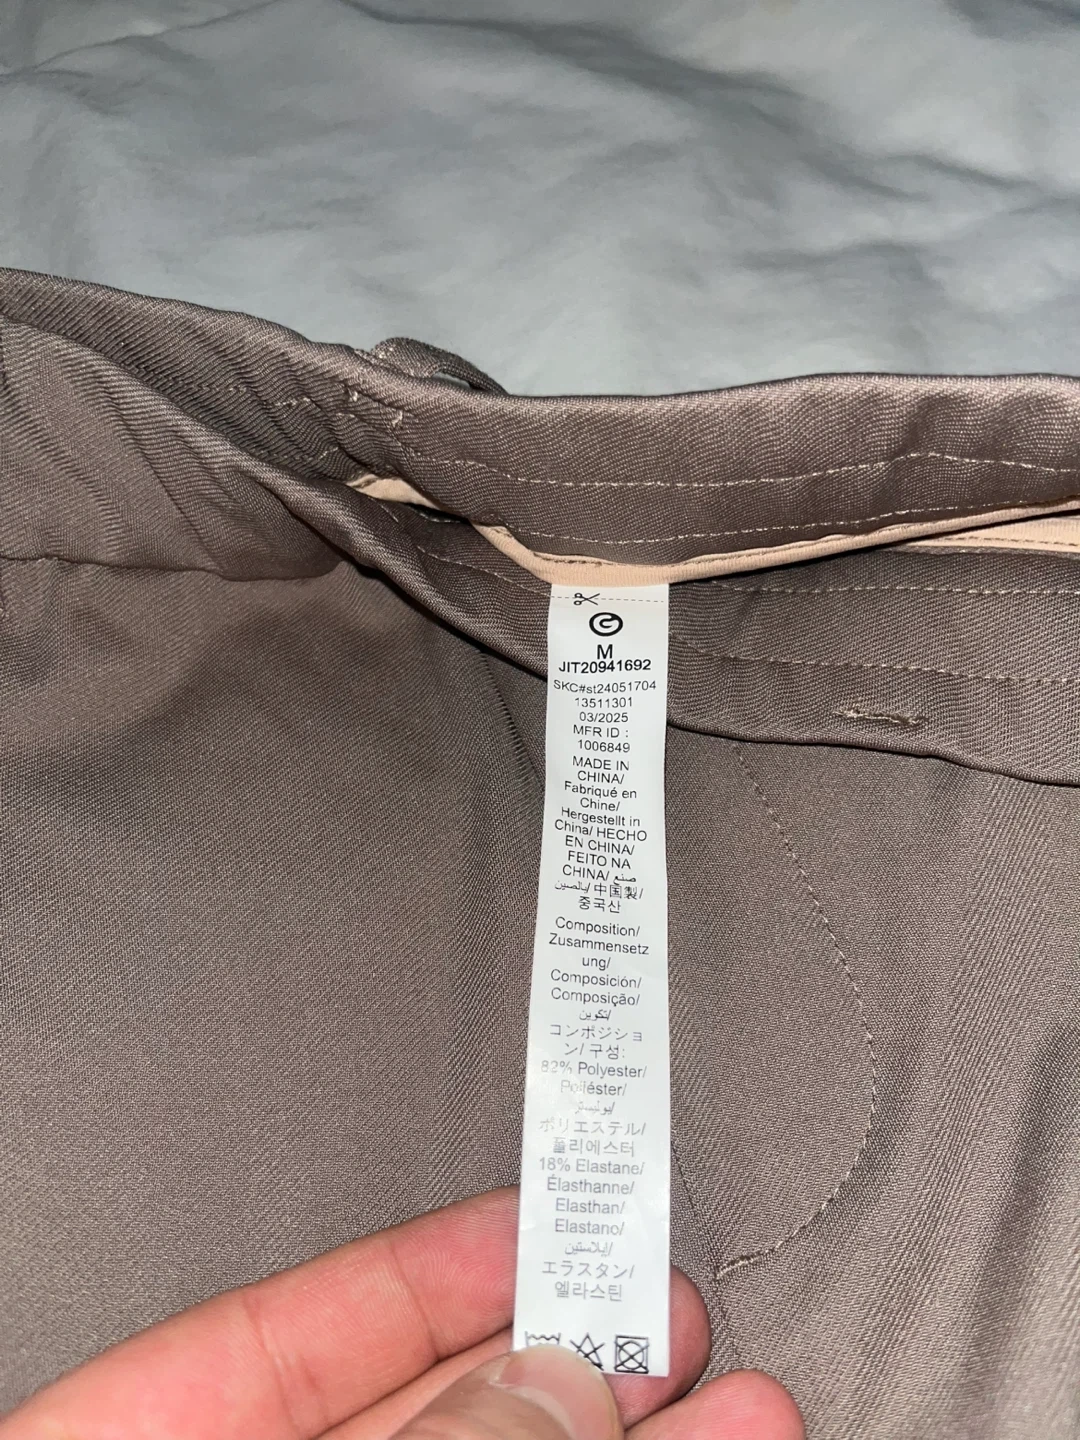 M
JIT20941692
SKC#st24051704
13511301
03/2025
MFR ID :
1006849
MADE IN
CHINA/
Fabriqué en
Chine/
Hergestellt in
China/ HECHO
EN CHINA/
FEITO NA
CHINA/ صنع
بالصين/ 中国製/
중국산
Composition/
Zusammensetz
ung/
Composición/
Composição/
تكوين/
コンポジショ
ン/ 구성:
82% Polyester/
Poliéster/
بوليستر/
ポリエステル/
폴리에스터
18% Elastane/
Élasthanne/
Elasthan/
Elastano/
إيلاستين/
エラスタン/
엘라스틴